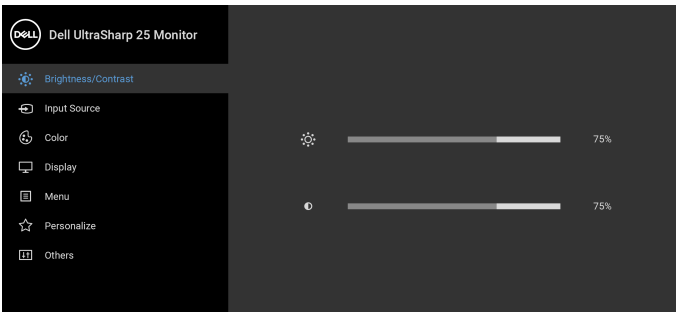 DELL Dell UltraSharp 25 Monitor
Brightness/Contrast
Input Source
Color
75%
Display
Menu
75%
Personalize
Others